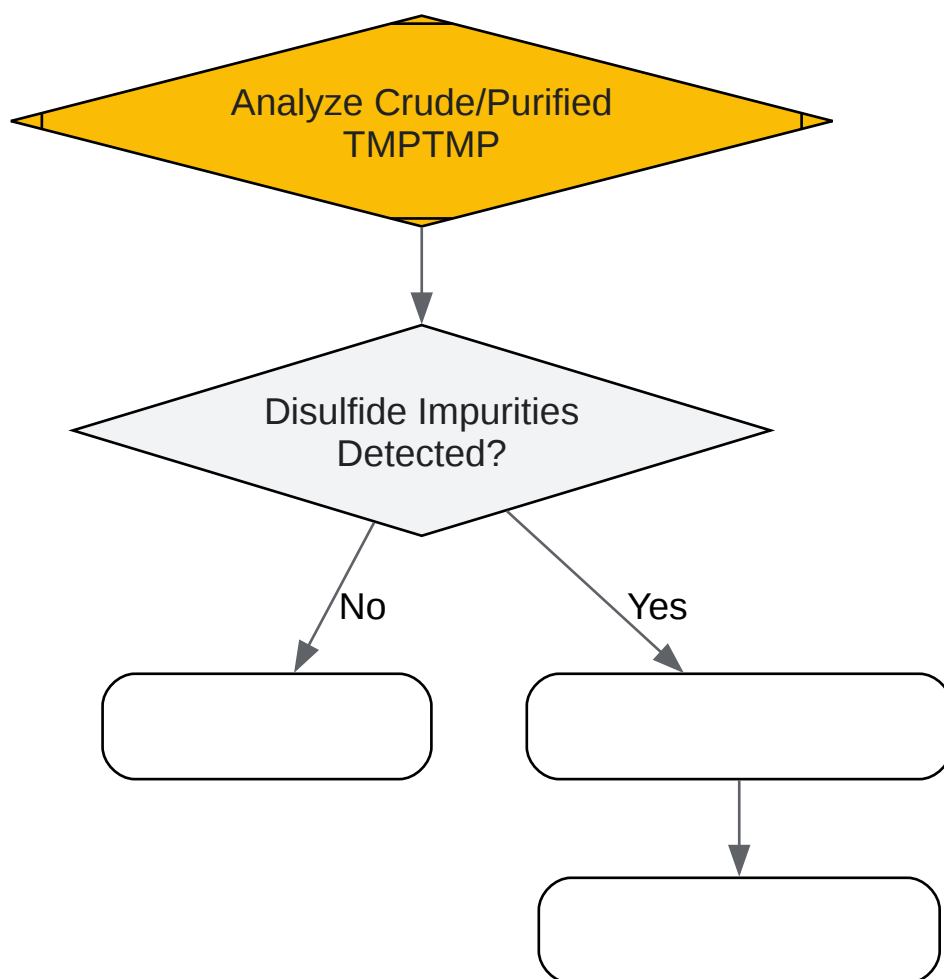 Analyze Crude/Purified
TMPTMP
Disulfide Impurities
Detected?
No
Yes